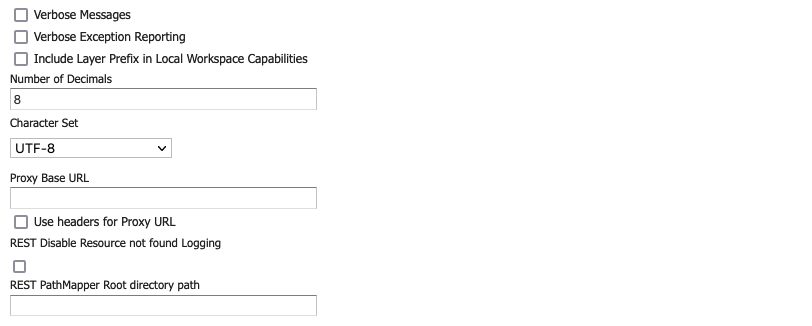 Verbose Messages
Verbose Exception Reporting
Include Layer Prefix in Local Workspace Capabilities
Number of Decimals
8
Character Set
UTF-8
Proxy Base URL
Use headers for Proxy URL
REST Disable Resource not found Logging
REST PathMapper Root directory path